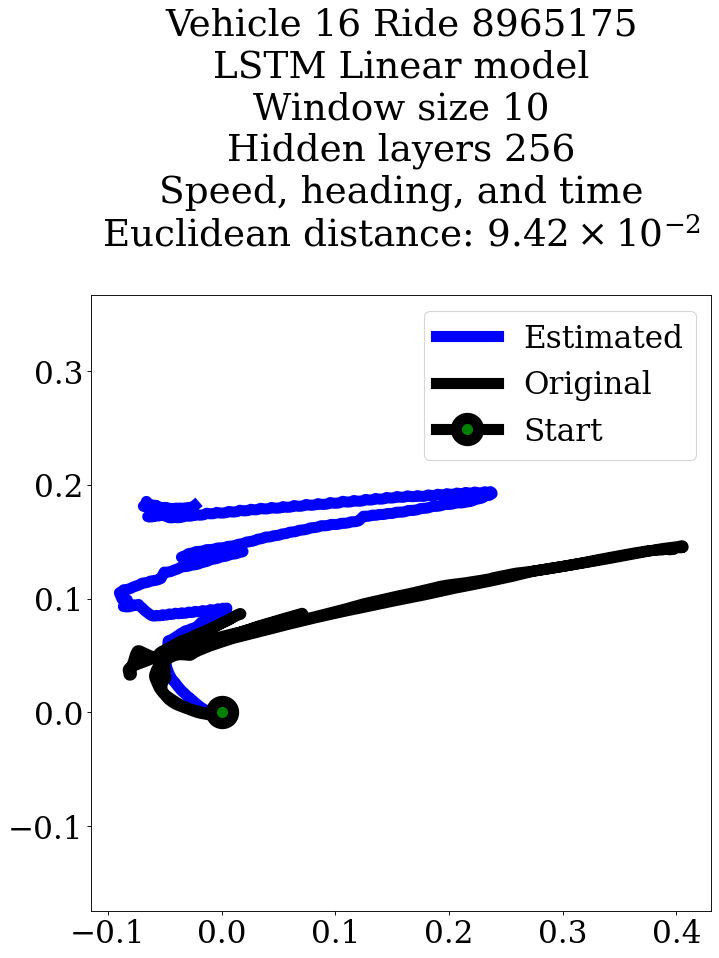 Vehicle 16 Ride 8965175
LSTM Linear model
Window size 10
Hidden layers 256
Speed, heading, and time
Euclidean distance: 9.42 × 10⁻²
Estimated
Original
Start
0.3
0.2
0.1
0.0
−0.1
−0.1 0.0 0.1 0.2 0.3 0.4